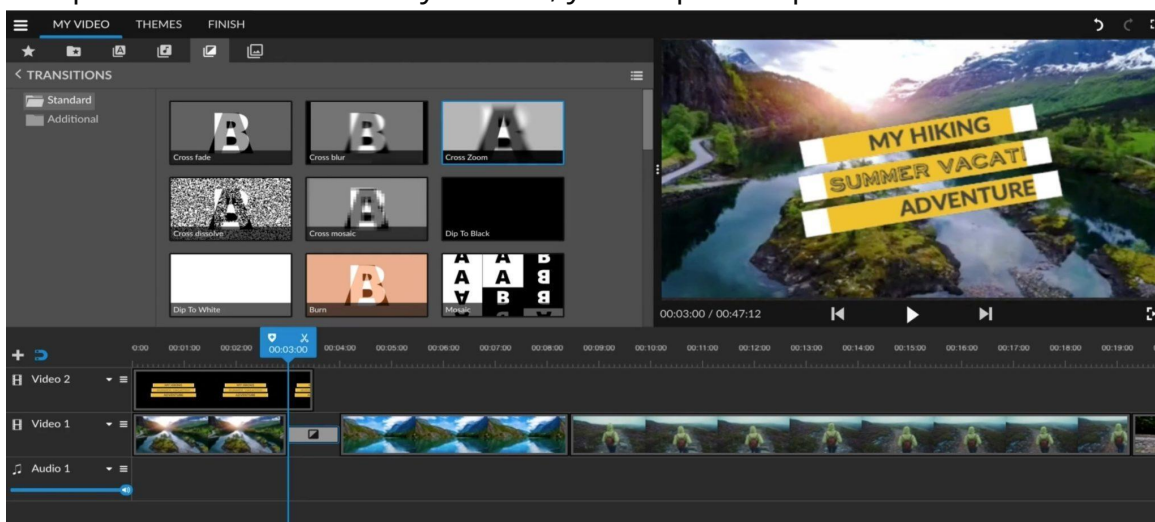 MY VIDEO THEMES FINISH
TRANSITIONS
Standard
Additional
Cross fade
Cross blur
Cross Zoom
Cross dissolve
Cross mosaic
Dip To Black
Dip To White
Burn
Mosaic
MY HIKING
SUMMER VACATI
ADVENTURE
00:03:00 / 00:47:12
0:00 00:01:00 00:02:00 00:03:00 00:04:00 00:05:00 00:06:00 00:07:00 00:08:00 00:09:00 00:10:00 00:11:00 00:12:00 00:13:00 00:14:00 00:15:00 00:16:00 00:17:00 00:18:00 00:19:00
Video 2
Video 1
Audio 1